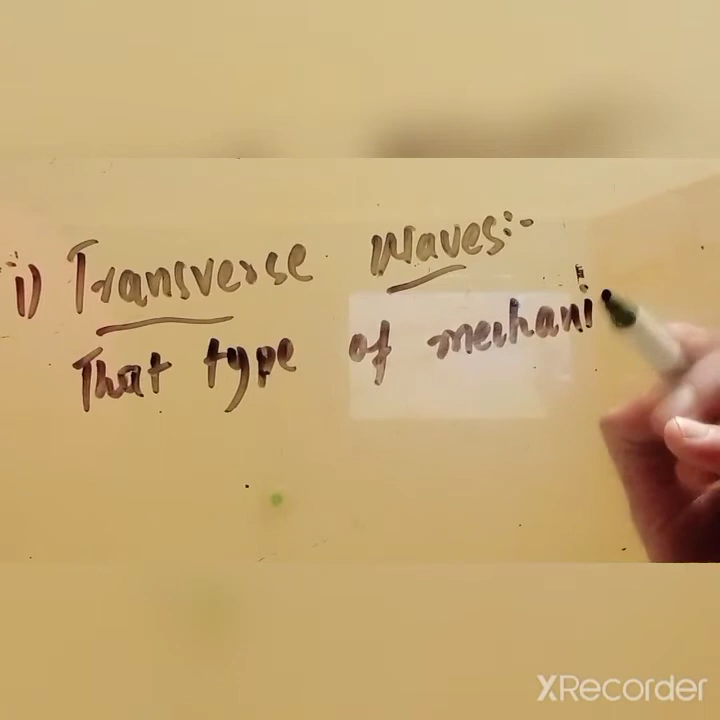 i) Transverse Waves:-
That type of mechani
XRecorder